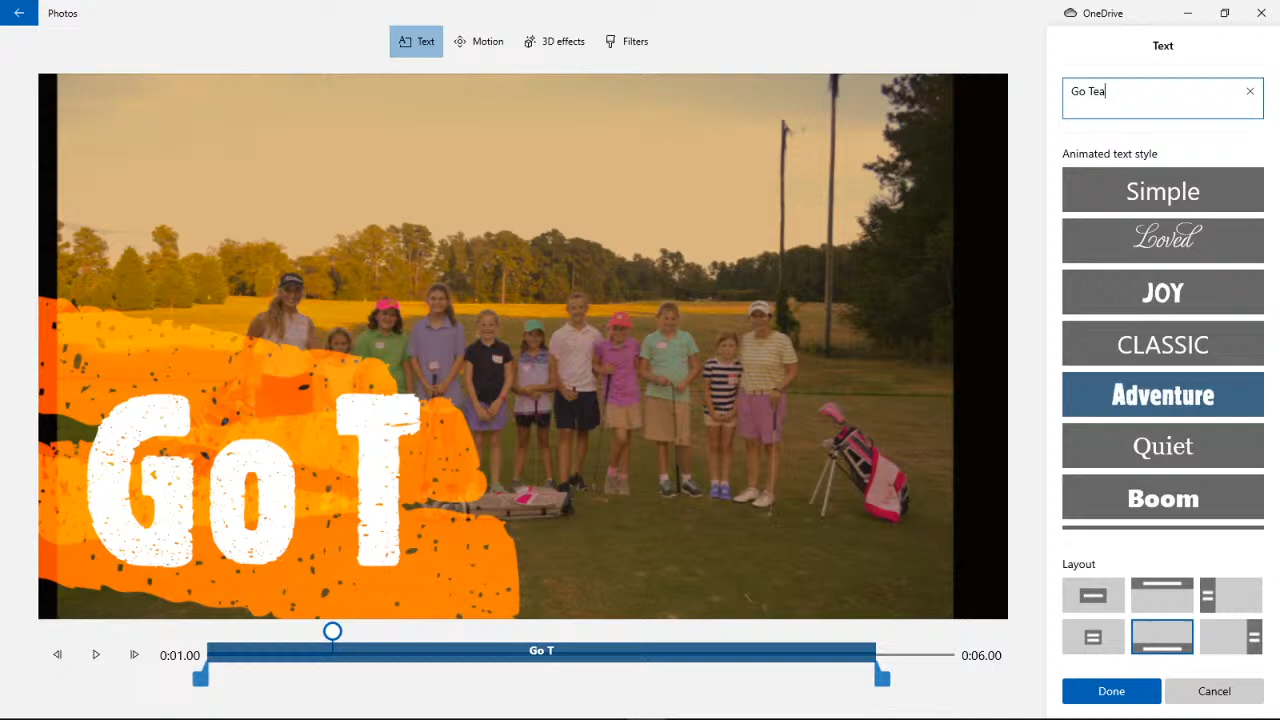 Photos
OneDrive
Text
Motion
3D effects
Filters
Text
Go Tea
Animated text style
Simple
Loved
JOY
CLASSIC
Adventure
Quiet
Boom
Go T
Layout
0:01.00
Go T
0:06.00
Done
Cancel